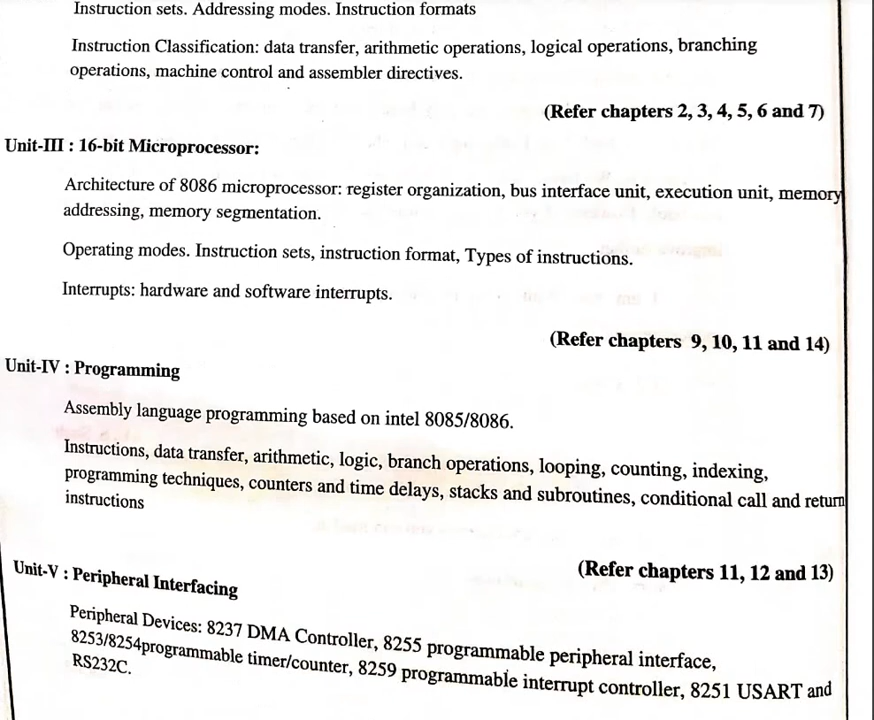 Instruction sets. Addressing modes. Instruction formats
Instruction Classification: data transfer, arithmetic operations, logical operations, branching
operations, machine control and assembler directives.
(Refer chapters 2, 3, 4, 5, 6 and 7)
Unit-III : 16-bit Microprocessor:
Architecture of 8086 microprocessor: register organization, bus interface unit, execution unit, memory
addressing, memory segmentation.
Operating modes. Instruction sets, instruction format, Types of instructions.
Interrupts: hardware and software interrupts.
(Refer chapters 9, 10, 11 and 14)
Unit-IV : Programming
Assembly language programming based on intel 8085/8086.
Instructions, data transfer, arithmetic, logic, branch operations, looping, counting, indexing,
programming techniques, counters and time delays, stacks and subroutines, conditional call and return
instructions
(Refer chapters 11, 12 and 13)
Unit-V : Peripheral Interfacing
Peripheral Devices: 8237 DMA Controller, 8255 programmable peripheral interface,
8253/8254programmable timer/counter, 8259 programmable interrupt controller, 8251 USART and
RS232C.